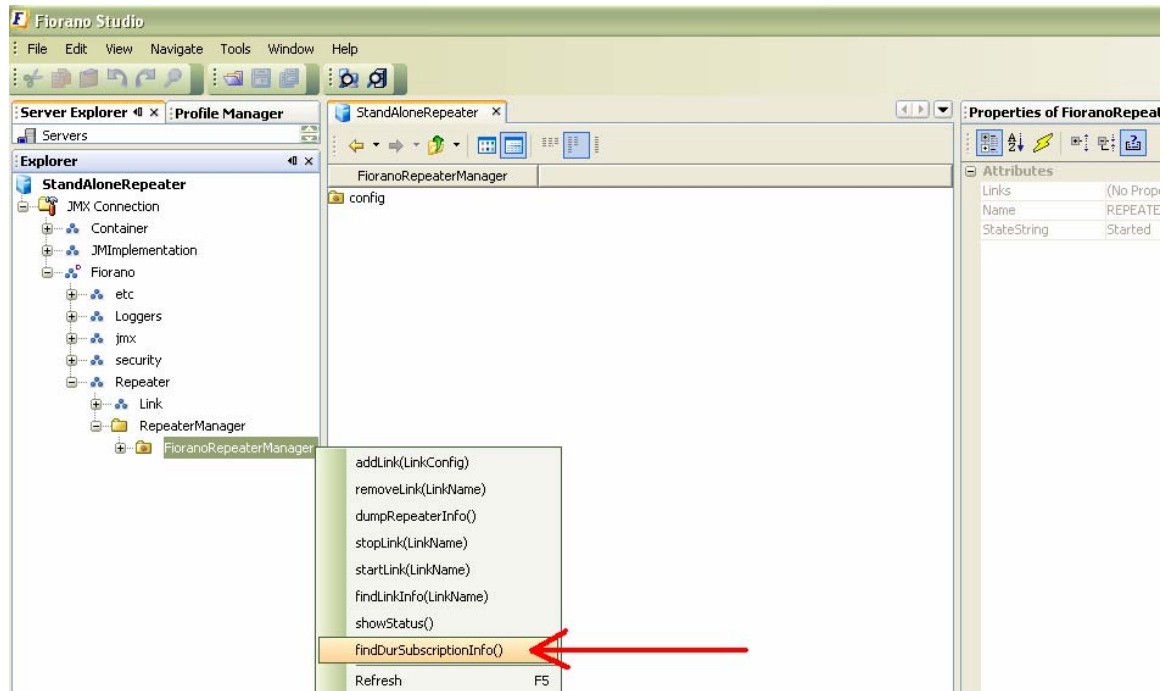 Fiorano Studio
File Edit View Navigate Tools Window Help
Server Explorer
Profile Manager
Servers
Explorer
StandAloneRepeater
JMX Connection
Container
JMImplementation
Fiorano
etc
Loggers
jmx
security
Repeater
Link
RepeaterManager
FioranoRepeaterManager
StandAloneRepeater
FioranoRepeaterManager
config
addLink(LinkConfig)
removeLink(LinkName)
dumpRepeaterInfo()
stopLink(LinkName)
startLink(LinkName)
findLinkInfo(LinkName)
showStatus()
findDurSubscriptionInfo()
Refresh F5
Properties of FioranoRepeat
Attributes
Links (No Prope
Name REPEATE
StateString Started